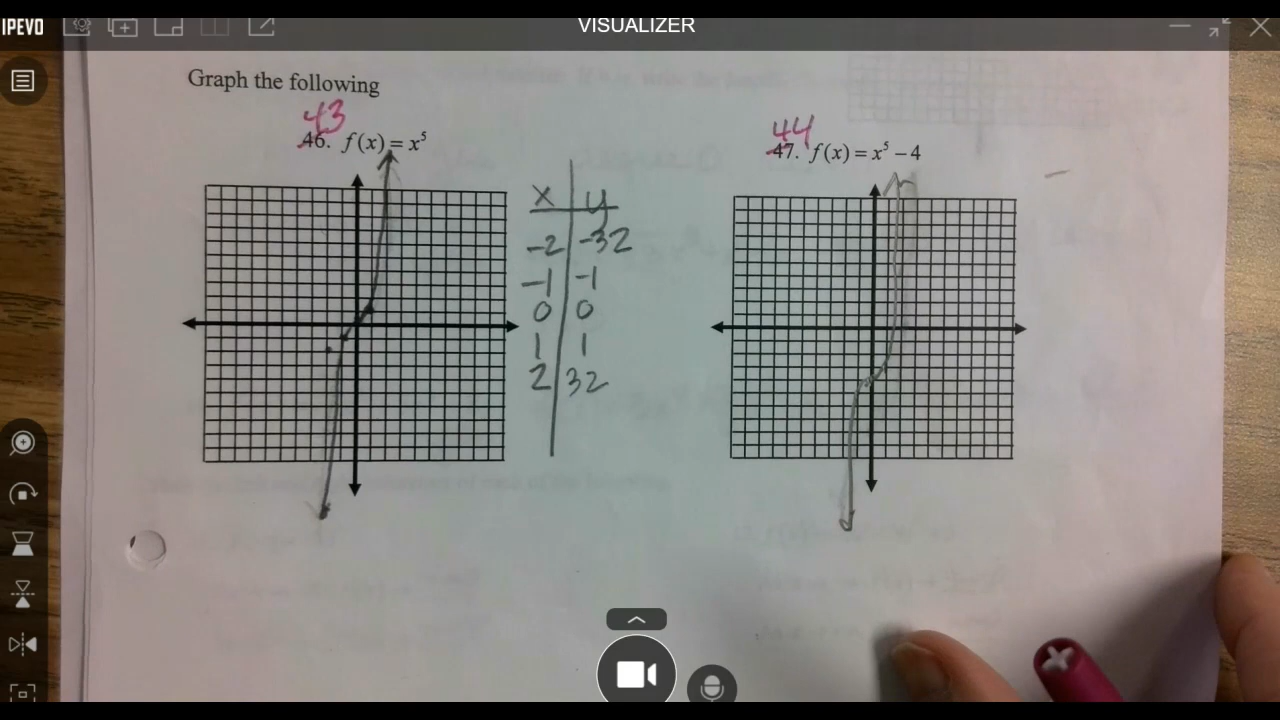 IPEVO
VISUALIZER
Graph the following
43
46. f(x) = x⁵
44
47. f(x) = x⁵ – 4
x y
-2 -32
-1 -1
0 0
1 1
2 32